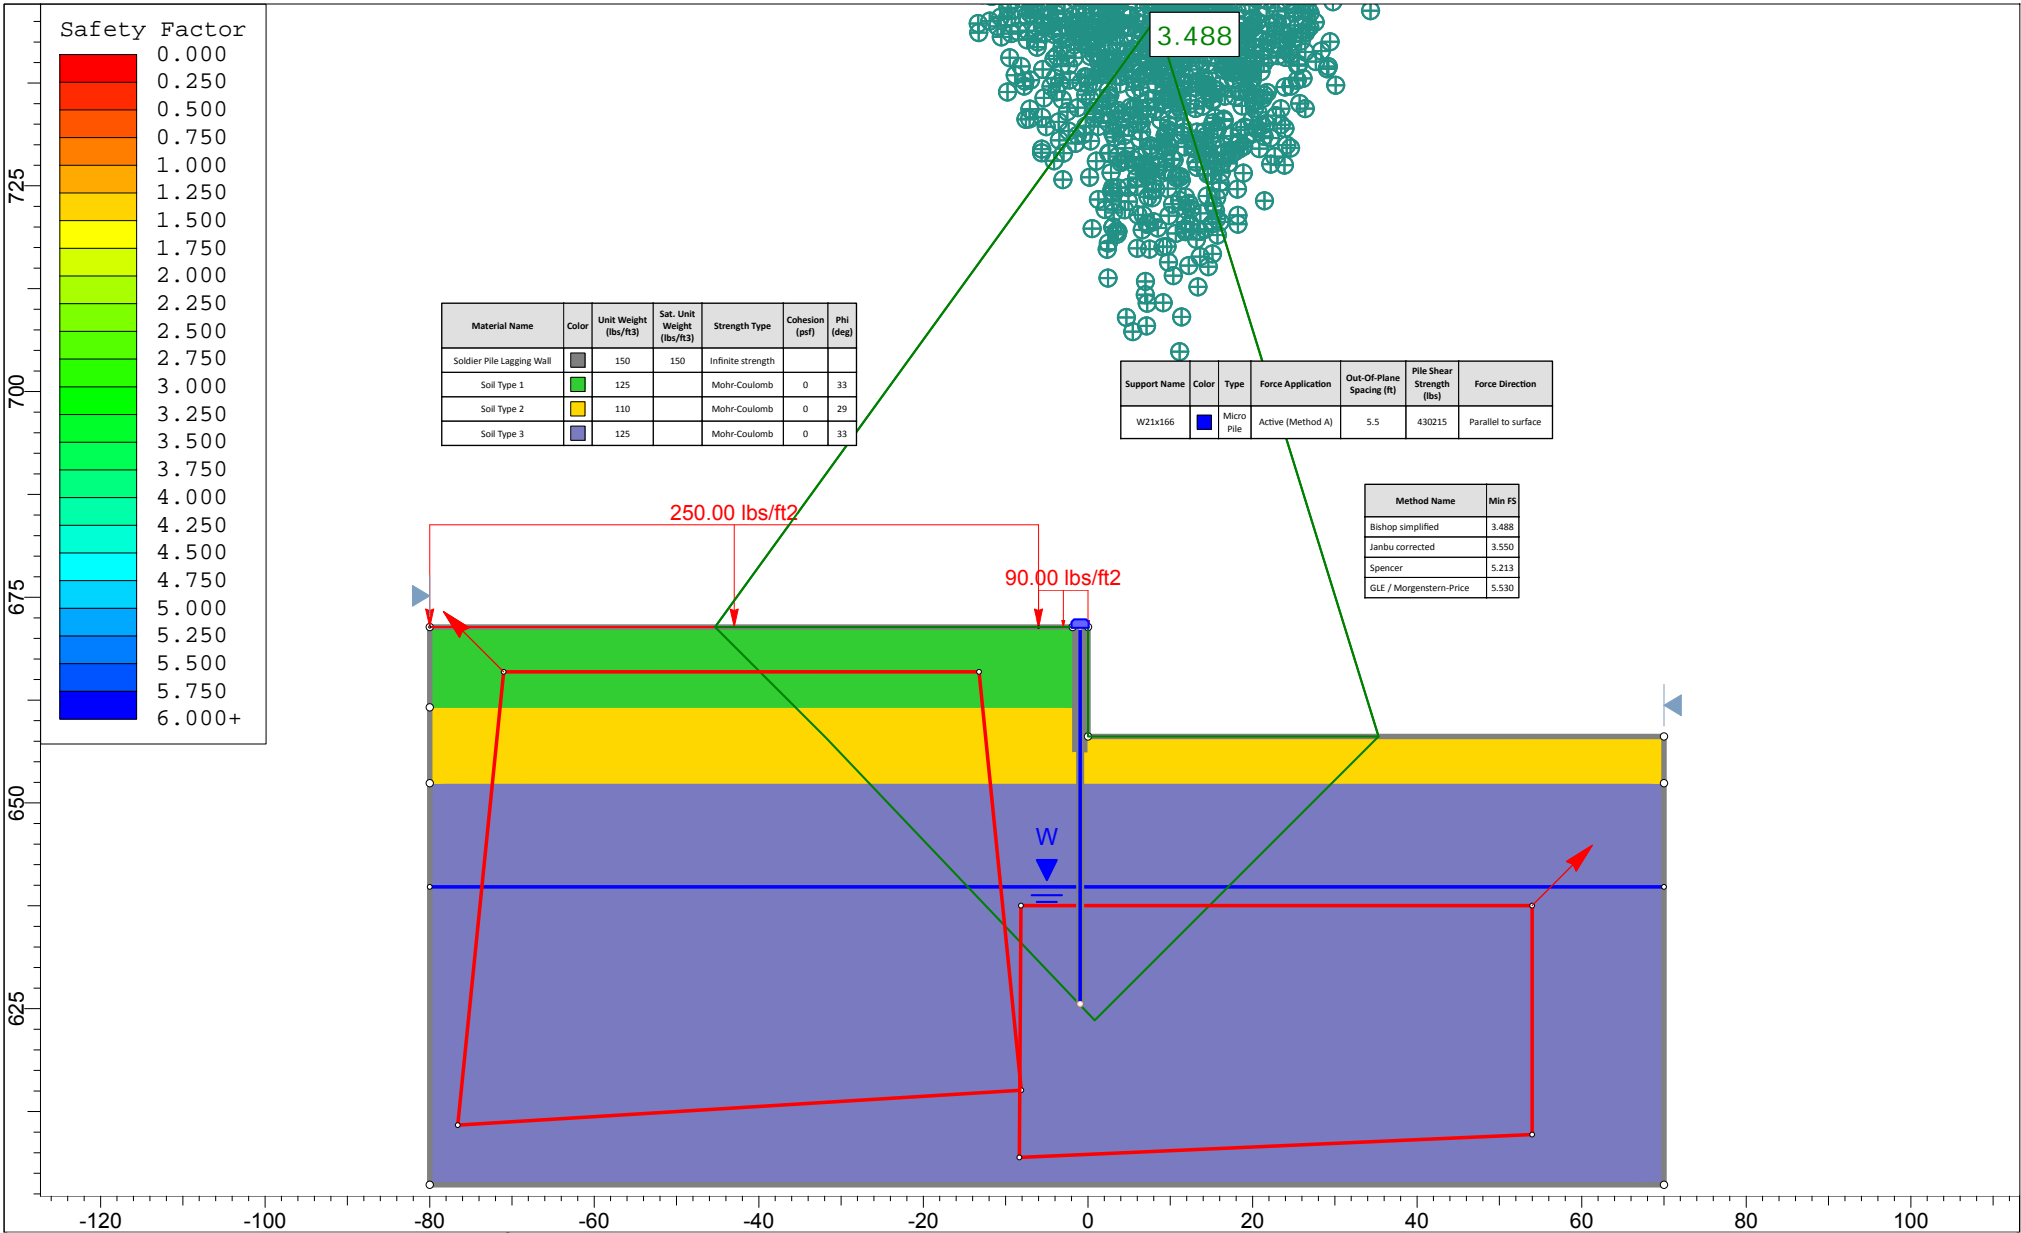 Safety Factor
0.000
0.250
0.500
0.750
1.000
1.250
1.500
1.750
2.000
2.250
2.500
2.750
3.000
3.250
3.500
3.750
4.000
4.250
4.500
4.750
5.000
5.250
5.500
5.750
6.000+
3.488
Material Name Color Unit Weight (lbs/ft3) Sat. Unit Weight (lbs/ft3) Strength Type Cohesion (psf) Phi (deg)
Soldier Pile Lagging Wall 150 150 Infinite strength
Soil Type 1 125 Mohr-Coulomb 0 33
Soil Type 2 110 Mohr-Coulomb 0 29
Soil Type 3 125 Mohr-Coulomb 0 33
Support Name Color Type Force Application Out-Of-Plane Spacing (ft) Pile Shear Strength (lbs) Force Direction
W21x166 Micro Pile Active (Method A) 5.5 430215 Parallel to surface
Method Name Min FS
Bishop simplified 3.488
Janbu corrected 3.550
Spencer 5.213
GLE / Morgenstern-Price 5.530
250.00 lbs/ft2
90.00 lbs/ft2
W
725
700
675
650
625
-120 -100 -80 -60 -40 -20 0 20 40 60 80 100